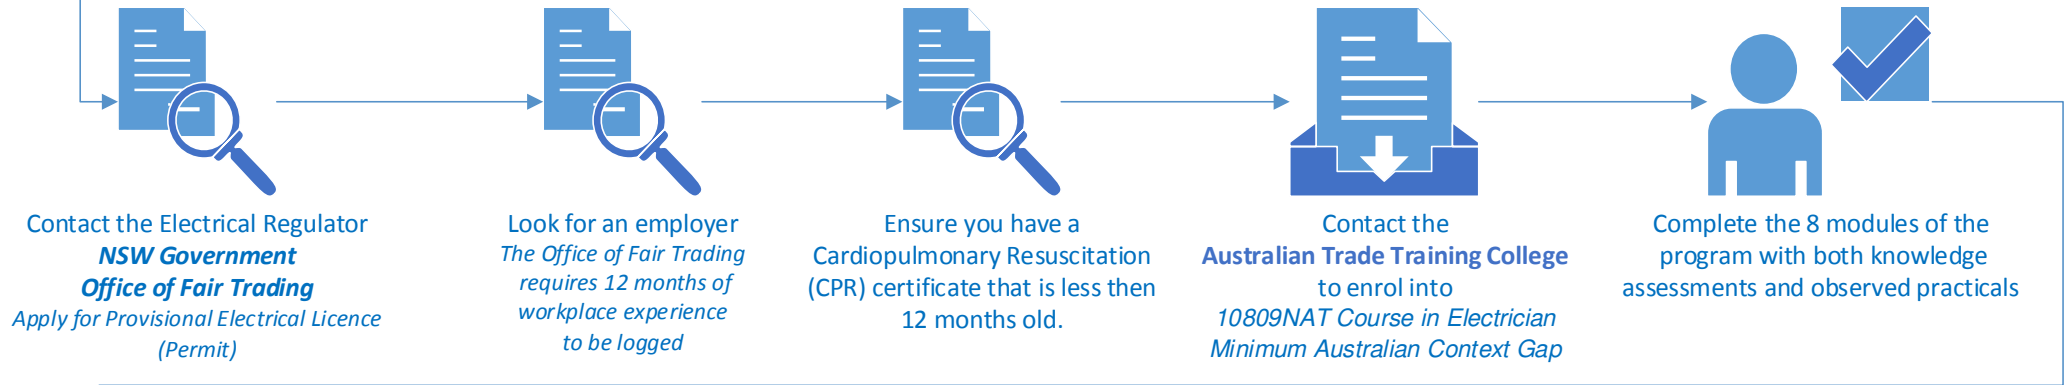 Contact the Electrical Regulator
NSW Government
Office of Fair Trading
Apply for Provisional Electrical Licence
(Permit)
Look for an employer
The Office of Fair Trading
requires 12 months of
workplace experience
to be logged
Ensure you have a
Cardiopulmonary Resuscitation
(CPR) certificate that is less then
12 months old.
Contact the
Australian Trade Training College
to enrol into
10809NAT Course in Electrician
Minimum Australian Context Gap
Complete the 8 modules of the
program with both knowledge
assessments and observed practicals